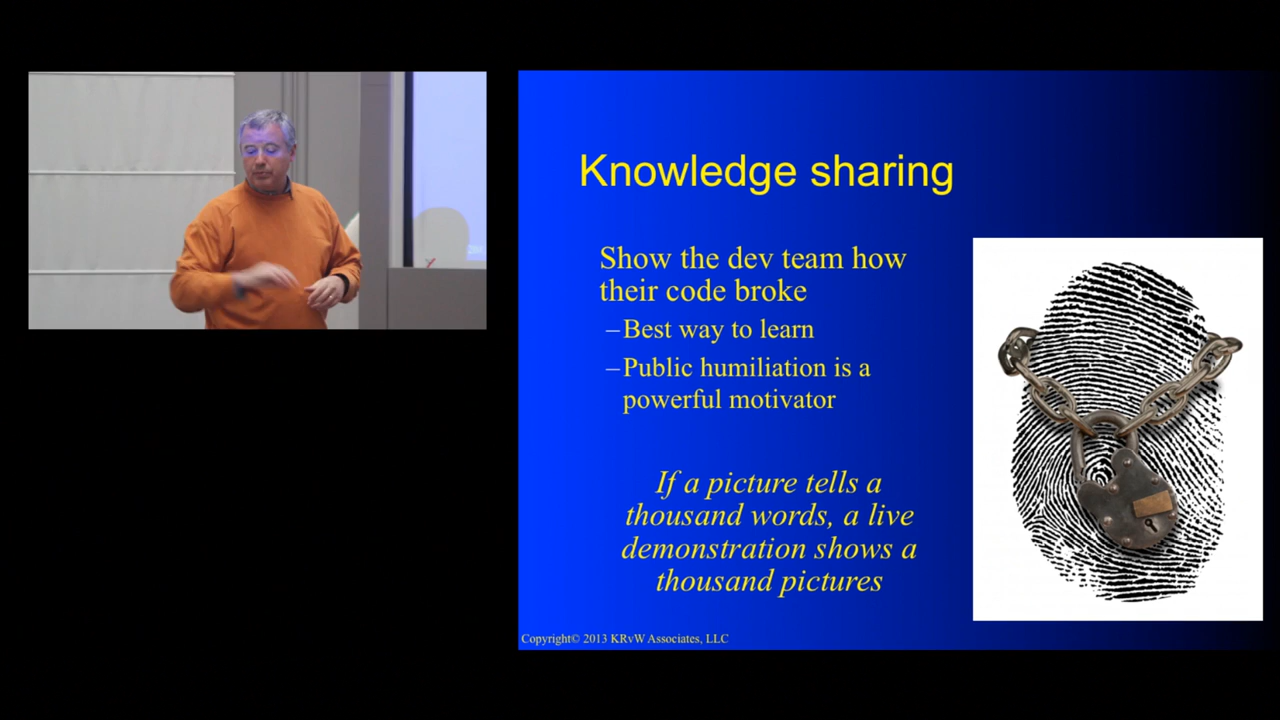 Knowledge sharing
Show the dev team how
their code broke
–Best way to learn
–Public humiliation is a
powerful motivator
If a picture tells a
thousand words, a live
demonstration shows a
thousand pictures
Copyright© 2013 KRvW Associates, LLC